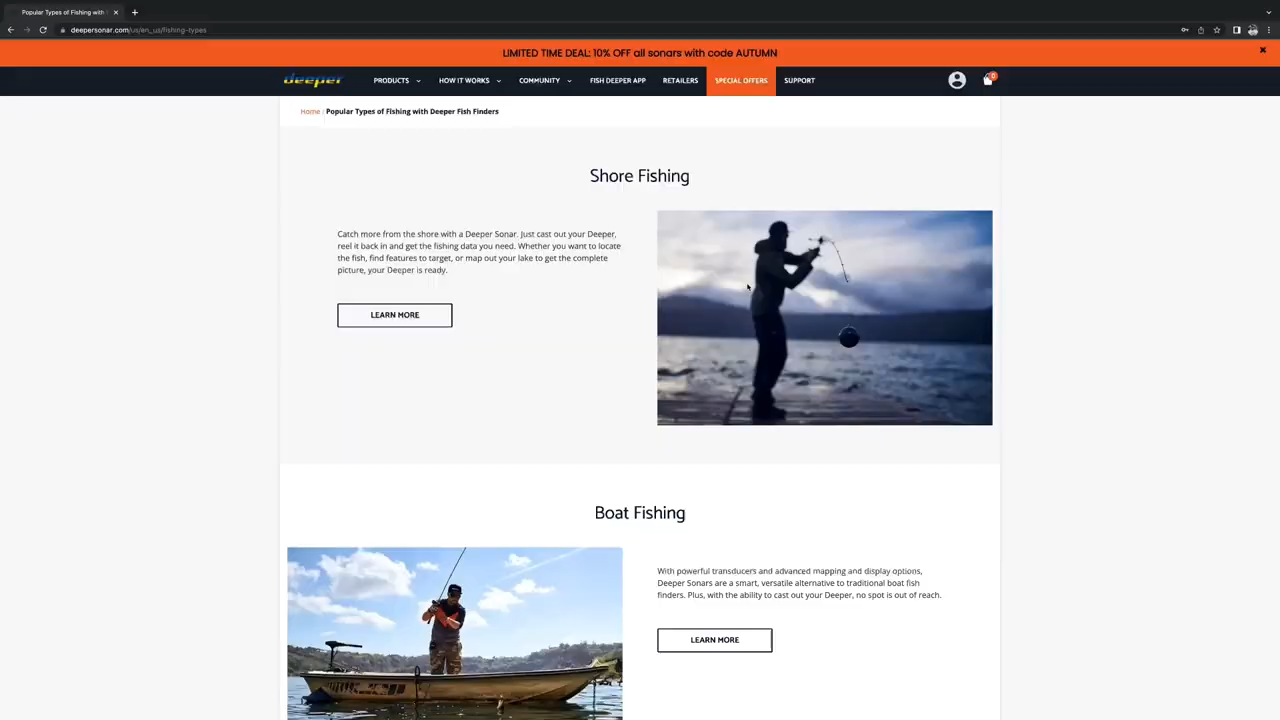 Popular Types of Fishing with
deepersonar.com/us/en_us/fishing-types
LIMITED TIME DEAL: 10% OFF all sonars with code AUTUMN
deeper
PRODUCTS
HOW IT WORKS
COMMUNITY
FISH DEEPER APP
RETAILERS
SPECIAL OFFERS
SUPPORT
0
Home / Popular Types of Fishing with Deeper Fish Finders
Shore Fishing
Catch more from the shore with a Deeper Sonar. Just cast out your Deeper,
reel it back in and get the fishing data you need. Whether you want to locate
the fish, find features to target, or map out your lake to get the complete
picture, your Deeper is ready.
LEARN MORE
Boat Fishing
With powerful transducers and advanced mapping and display options,
Deeper Sonars are a smart, versatile alternative to traditional boat fish
finders. Plus, with the ability to cast out your Deeper, no spot is out of reach.
LEARN MORE